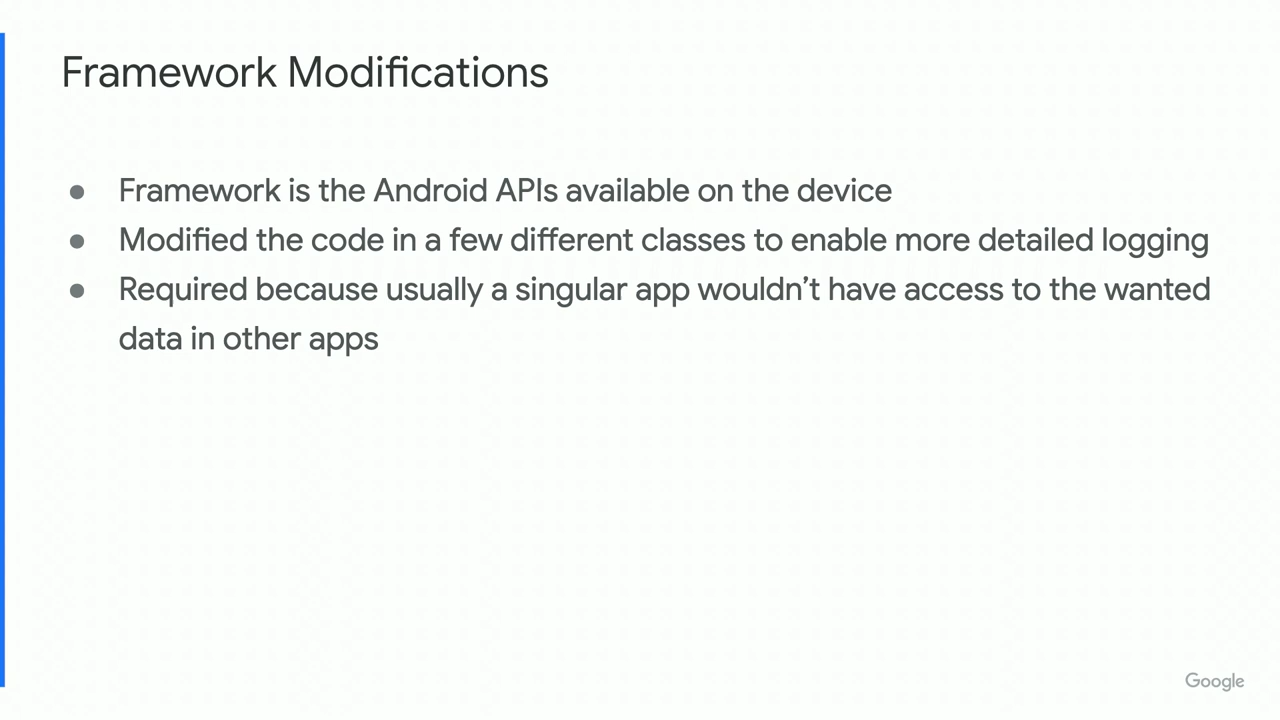 Framework Modifications
● Framework is the Android APIs available on the device
● Modified the code in a few different classes to enable more detailed logging
● Required because usually a singular app wouldn’t have access to the wanted
data in other apps
Google